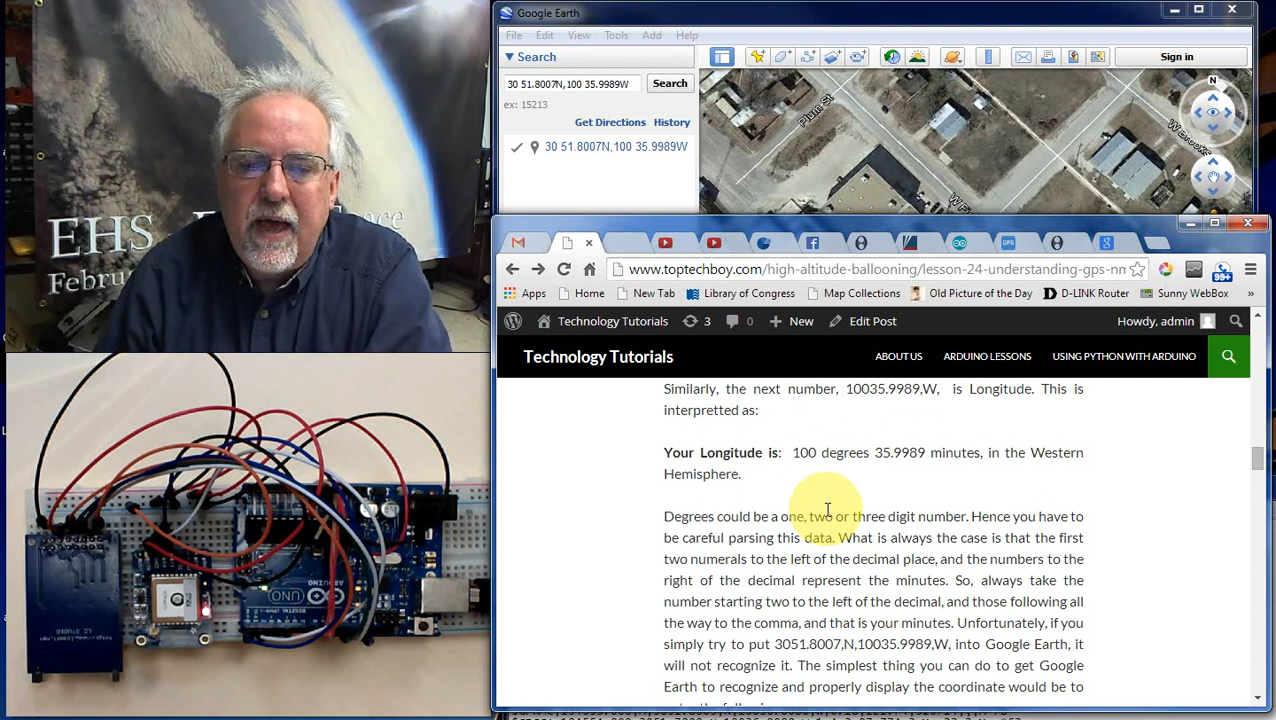 EHS
Februa
ARDUINO
UNO
LC STUDIO
Google Earth
File Edit View Tools Add Help
Search
30 51.8007N,100 35.9989W Search
ex: 15213
Get Directions History
30 51.8007N,100 35.9989W
Sign in
N
Plum St
W Brooks
www.toptechboy.com/high-altitude-ballooning/lesson-24-understanding-gps-nm
99+
Apps Home New Tab Library of Congress Map Collections Old Picture of the Day D-LINK Router Sunny WebBox
Technology Tutorials 3 0 New Edit Post Howdy, admin
Technology Tutorials ABOUT US ARDUINO LESSONS USING PYTHON WITH ARDUINO
Similarly, the next number, 10035.9989,W, is Longitude. This is
interpretted as:
Your Longitude is: 100 degrees 35.9989 minutes, in the Western
Hemisphere.
Degrees could be a one, two or three digit number. Hence you have to
be careful parsing this data. What is always the case is that the first
two numerals to the left of the decimal place, and the numbers to the
right of the decimal represent the minutes. So, always take the
number starting two to the left of the decimal, and those following all
the way to the comma, and that is your minutes. Unfortunately, if you
simply try to put 3051.8007,N,10035.9989,W, into Google Earth, it
will not recognize it. The simplest thing you can do to get Google
Earth to recognize and properly display the coordinate would be to